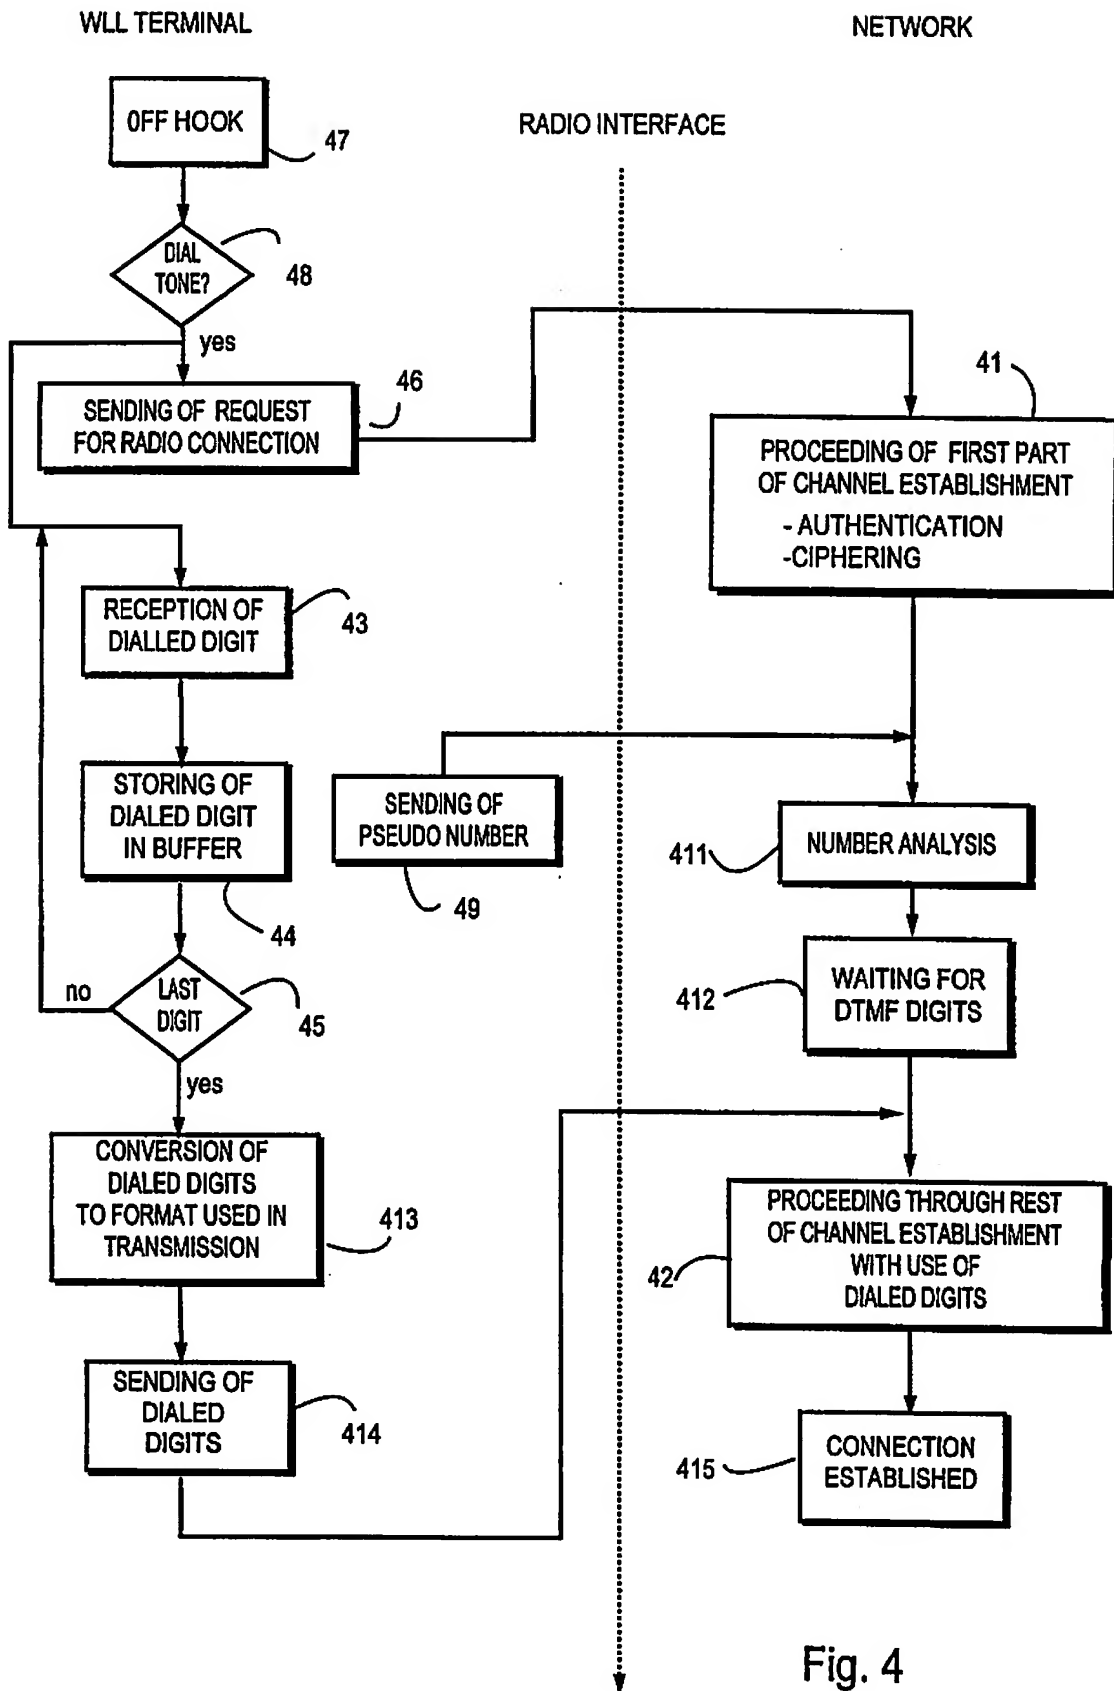 WLL TERMINAL
NETWORK
OFF HOOK
47
RADIO INTERFACE
DIAL
TONE?
48
yes
SENDING OF REQUEST
FOR RADIO CONNECTION
46
41
PROCEEDING OF FIRST PART
OF CHANNEL ESTABLISHMENT
- AUTHENTICATION
-CIPHERING
RECEPTION OF
DIALLED DIGIT
43
STORING OF
DIALED DIGIT
IN BUFFER
44
SENDING OF
PSEUDO NUMBER
49
NUMBER ANALYSIS
411
WAITING FOR
DTMF DIGITS
412
LAST
DIGIT
45
no
yes
CONVERSION OF
DIALED DIGITS
TO FORMAT USED IN
TRANSMISSION
413
PROCEEDING THROUGH REST
OF CHANNEL ESTABLISHMENT
WITH USE OF
DIALED DIGITS
42
SENDING OF
DIALED
DIGITS
414
CONNECTION
ESTABLISHED
415
Fig. 4